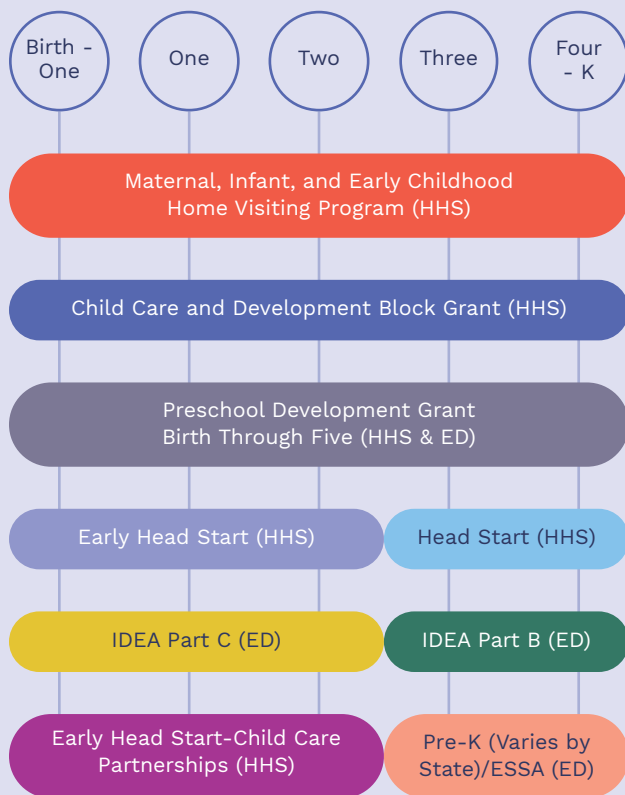 Birth -
One
One
Two
Three
Four
- K
Maternal, Infant, and Early Childhood
Home Visiting Program (HHS)
Child Care and Development Block Grant (HHS)
Preschool Development Grant
Birth Through Five (HHS & ED)
Early Head Start (HHS)
Head Start (HHS)
IDEA Part C (ED)
IDEA Part B (ED)
Early Head Start-Child Care
Partnerships (HHS)
Pre-K (Varies by
State)/ESSA (ED)